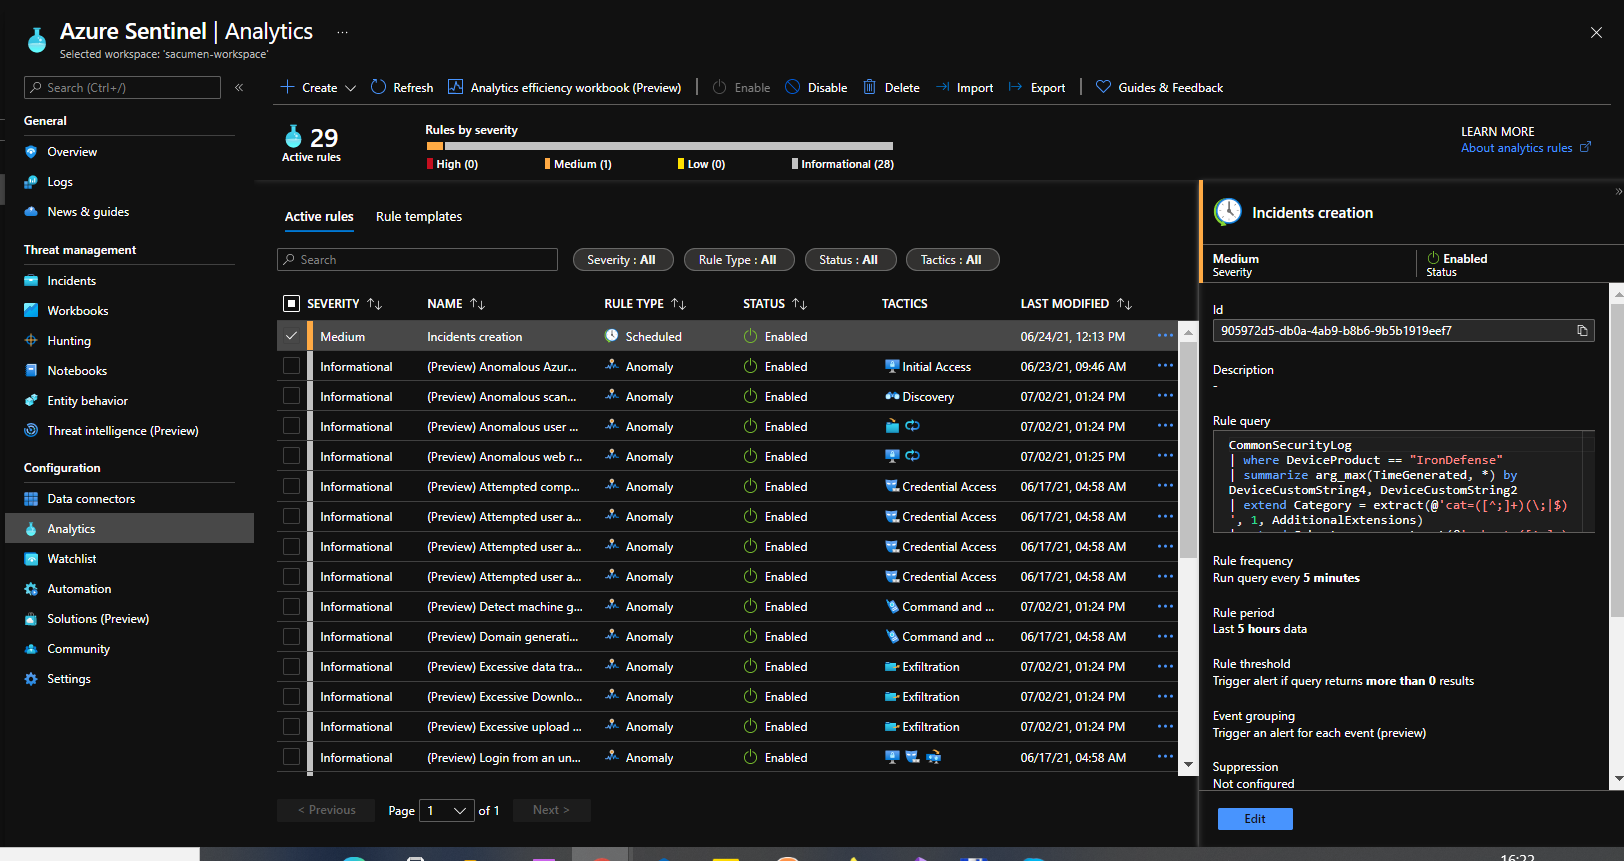 Azure Sentinel | Analytics ...
Selected workspace: 'sacumen-workspace'
Search (Ctrl+/)
«
General
Overview
Logs
News & guides
Threat management
Incidents
Workbooks
Hunting
Notebooks
Entity behavior
Threat intelligence (Preview)
Configuration
Data connectors
Analytics
Watchlist
Automation
Solutions (Preview)
Community
Settings
Create Refresh Analytics efficiency workbook (Preview) Enable Disable Delete Import Export Guides & Feedback
29
Active rules
Rules by severity
High (0) Medium (1) Low (0) Informational (28)
LEARN MORE
About analytics rules
Active rules Rule templates
Search Severity : All Rule Type : All Status : All Tactics : All
SEVERITY NAME RULE TYPE STATUS TACTICS LAST MODIFIED
Medium Incidents creation Scheduled Enabled 06/24/21, 12:13 PM ...
Informational (Preview) Anomalous Azur... Anomaly Enabled Initial Access 06/23/21, 09:46 AM ...
Informational (Preview) Anomalous scan... Anomaly Enabled Discovery 07/02/21, 01:24 PM ...
Informational (Preview) Anomalous user ... Anomaly Enabled 07/02/21, 01:24 PM ...
Informational (Preview) Anomalous web r... Anomaly Enabled 07/02/21, 01:25 PM ...
Informational (Preview) Attempted comp... Anomaly Enabled Credential Access 06/17/21, 04:58 AM ...
Informational (Preview) Attempted user a... Anomaly Enabled Credential Access 06/17/21, 04:58 AM ...
Informational (Preview) Attempted user a... Anomaly Enabled Credential Access 06/17/21, 04:58 AM ...
Informational (Preview) Attempted user a... Anomaly Enabled Credential Access 06/17/21, 04:58 AM ...
Informational (Preview) Detect machine g... Anomaly Enabled Command and ... 07/02/21, 01:24 PM ...
Informational (Preview) Domain generati... Anomaly Enabled Command and ... 06/17/21, 04:58 AM ...
Informational (Preview) Excessive data tra... Anomaly Enabled Exfiltration 07/02/21, 01:24 PM ...
Informational (Preview) Excessive Downlo... Anomaly Enabled Exfiltration 07/02/21, 01:24 PM ...
Informational (Preview) Excessive upload ... Anomaly Enabled Exfiltration 07/02/21, 01:24 PM ...
Informational (Preview) Login from an un... Anomaly Enabled 06/17/21, 04:58 AM ...
< Previous Page 1 of 1 Next >
»
Incidents creation
Medium Enabled
Severity Status
Id
905972d5-db0a-4ab9-b8b6-9b5b1919eef7
Description
-
Rule query
CommonSecurityLog
| where DeviceProduct == "IronDefense"
| summarize arg_max(TimeGenerated, *) by
DeviceCustomString4, DeviceCustomString2
| extend Category = extract(@'cat=([^;]+)(\;|$)
', 1, AdditionalExtensions)
Rule frequency
Run query every 5 minutes
Rule period
Last 5 hours data
Rule threshold
Trigger alert if query returns more than 0 results
Event grouping
Trigger an alert for each event (preview)
Suppression
Not configured
Edit
16:22